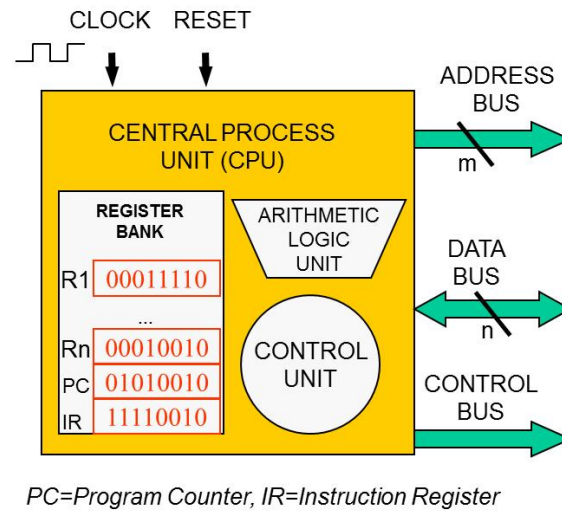 CLOCK RESET
ADDRESS
BUS
m
CENTRAL PROCESS
UNIT (CPU)
REGISTER
BANK
R1 00011110
...
Rn 00010010
PC 01010010
IR 11110010
ARITHMETIC
LOGIC
UNIT
CONTROL
UNIT
DATA
BUS
n
CONTROL
BUS
PC=Program Counter, IR=Instruction Register